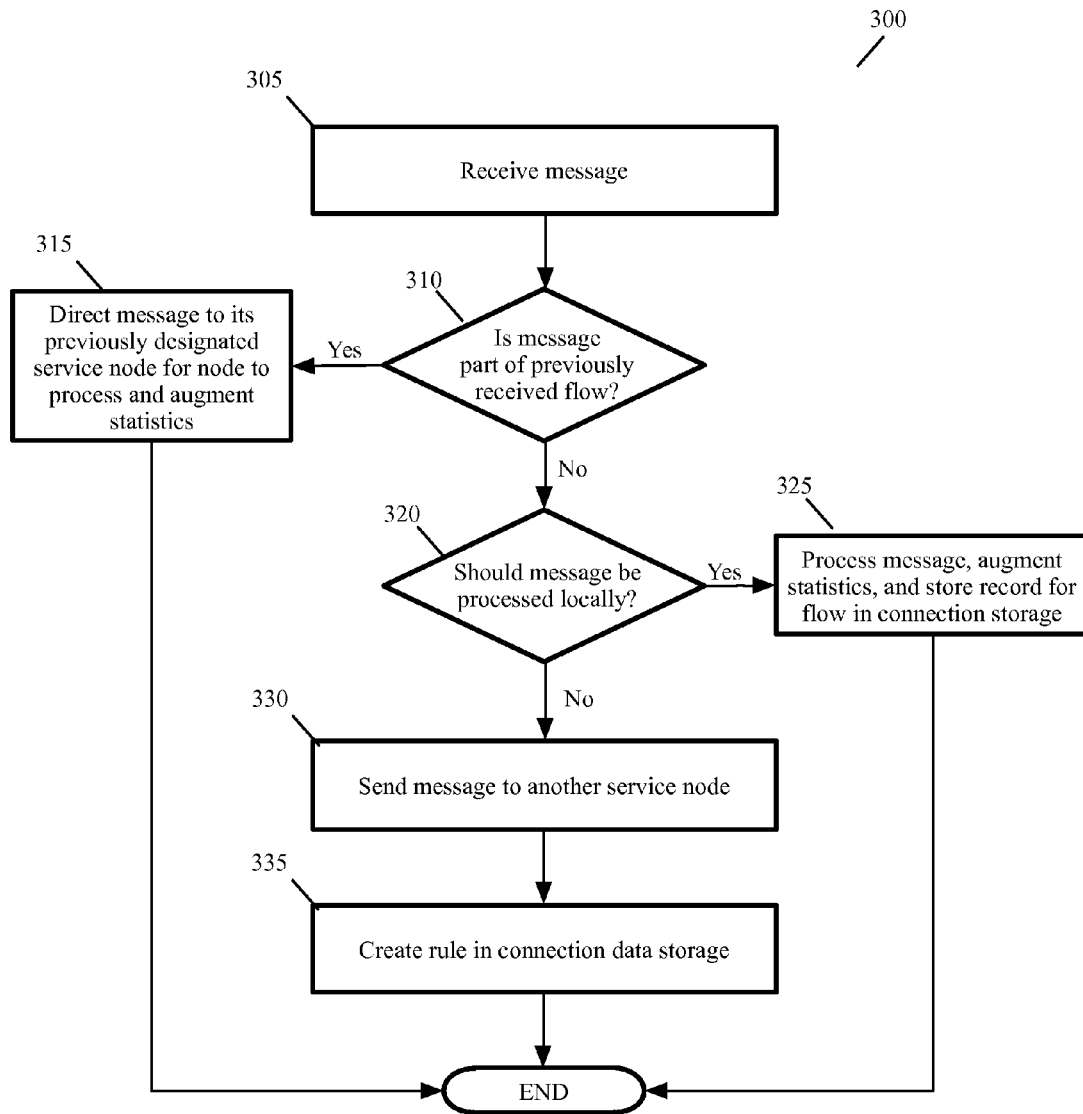 300
305
Receive message
315
Direct message to its
previously designated
service node for node to
process and augment
statistics
310
Is message
part of previously
received flow?
Yes
No
320
Should message be
processed locally?
Yes
325
Process message, augment
statistics, and store record for
flow in connection storage
No
330
Send message to another service node
335
Create rule in connection data storage
END